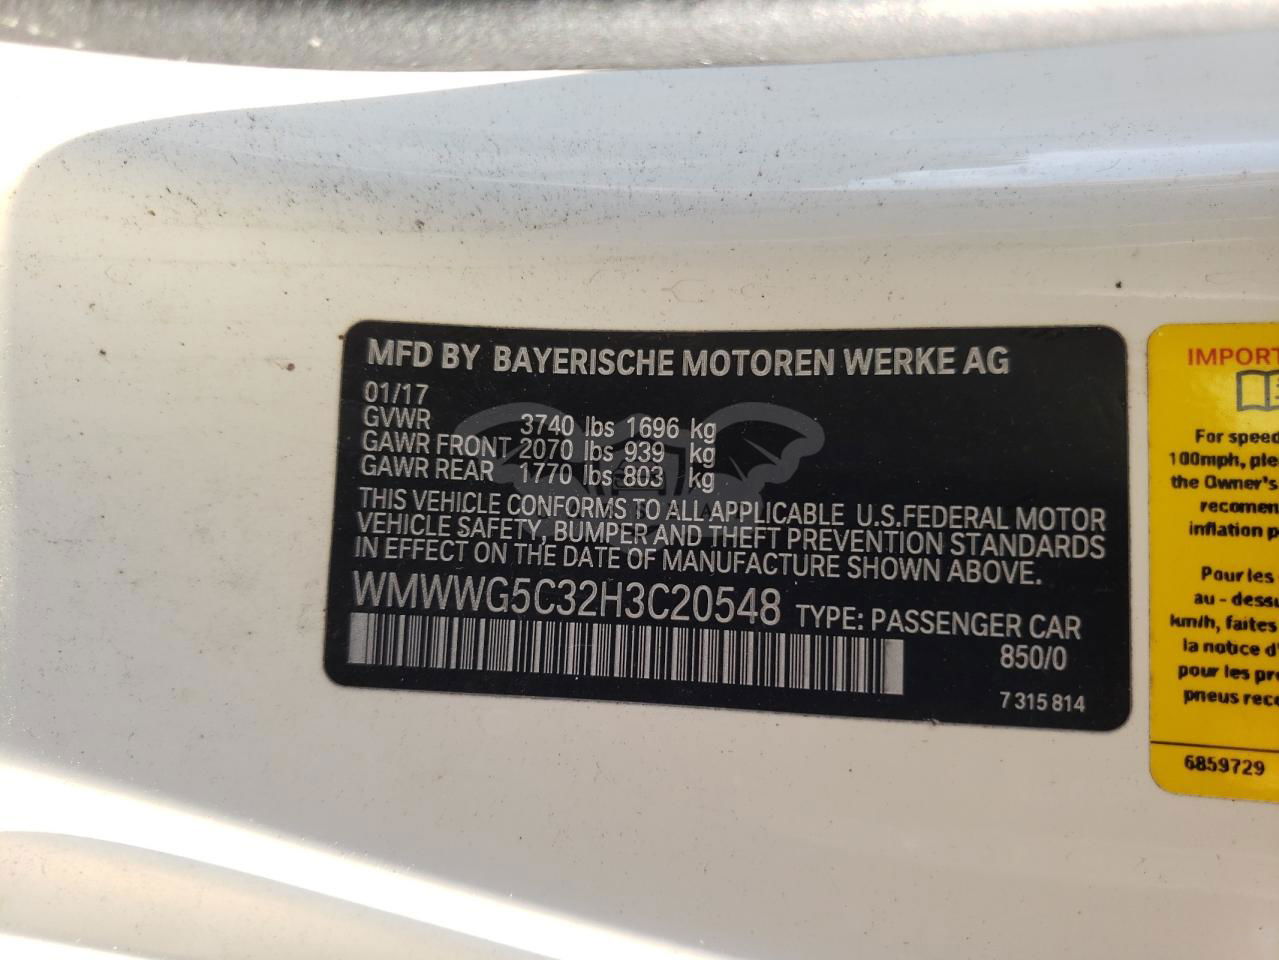 MFD BY BAYERISCHE MOTOREN WERKE AG
01/17
GVWR 3740 lbs 1696 kg
GAWR FRONT 2070 lbs 939 kg
GAWR REAR 1770 lbs 803 kg
THIS VEHICLE CONFORMS TO ALL APPLICABLE U.S.FEDERAL MOTOR
VEHICLE SAFETY, BUMPER AND THEFT PREVENTION STANDARDS
IN EFFECT ON THE DATE OF MANUFACTURE SHOWN ABOVE.
WMWWG5C32H3C20548 TYPE: PASSENGER CAR
850/0
7 315 814
IMPORT
For speed
100mph, ple
the Owner's
recomen
inflation p
Pour les
au - dessu
km/h, faites
la notice d'
pour les pre
pneus rece
6859729